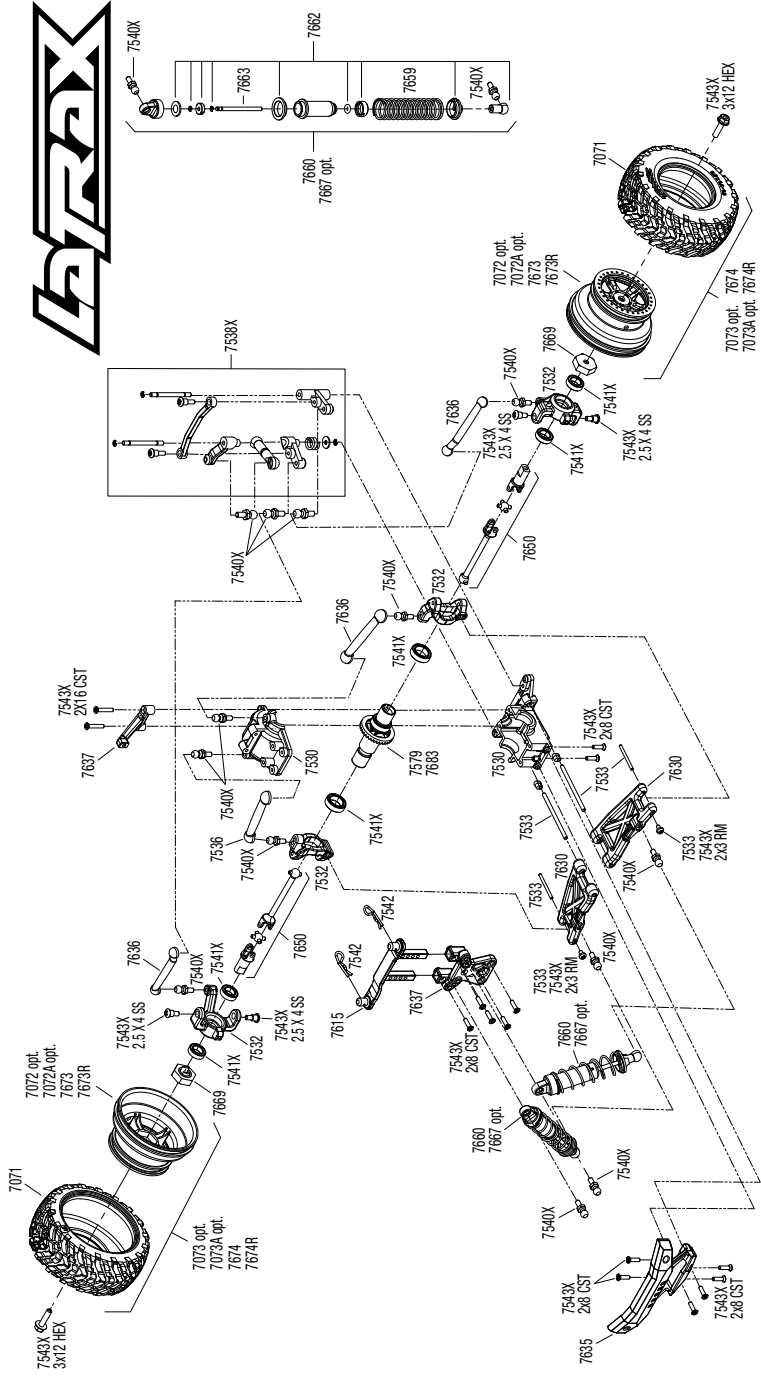 LaTrax
7543X
3x12 HEX
7071
7072 opt.
7072A opt.
7673
7673R
7073 opt.
7073A opt.
7674
7674R
7669
7541X
7532
7543X
2.5 X 4 SS
7543X
2.5 X 4 SS
7636
7540X
7541X
7650
7536
7540X
7532
7541X
7540X
7637
7543X
2X16 CST
7530
7579
7683
7541X
7636
7540X
7532
7540X
7538X
7650
7636
7543X
2.5 X 4 SS
7540X
7532
7541X
7541X
7543X
2.5 X 4 SS
7669
7072 opt.
7072A opt.
7673
7673R
7071
7543X
3x12 HEX
7073 opt.
7073A opt.
7674
7674R
7540X
7662
7663
7659
7540X
7660
7667 opt.
7615
7542
7542
7637
7543X
2x8 CST
7660
7667 opt.
7660
7667 opt.
7540X
7540X
7530
7543X
2x8 CST
7533
7533
7630
7533
7533
7543X
2x3 RM
7540X
7630
7533
7543X
2x3 RM
7540X
7635
7543X
2x8 CST
7543X
2x8 CST